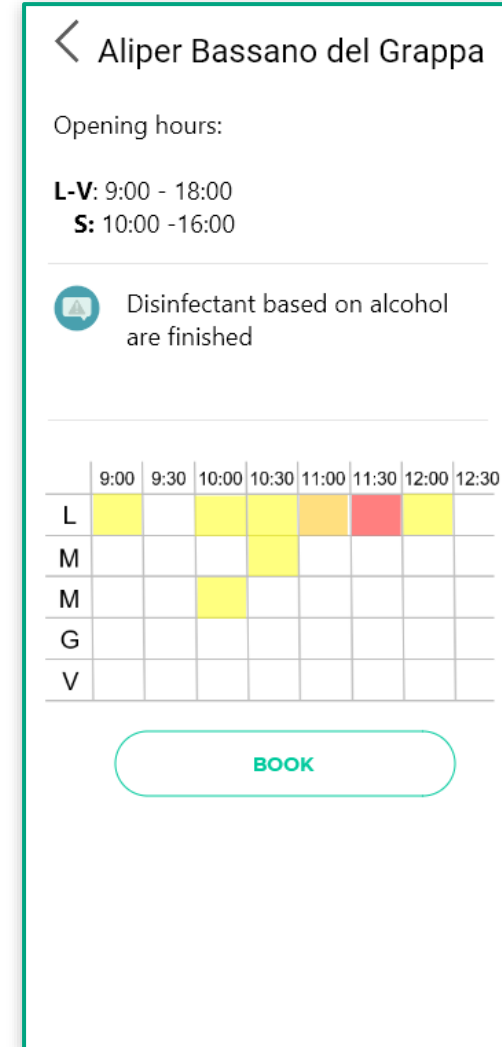 Aliper Bassano del Grappa
Opening hours:
L-V: 9:00 - 18:00
S: 10:00 -16:00
Disinfectant based on alcohol
are finished
9:00 9:30 10:00 10:30 11:00 11:30 12:00 12:30
L
M
M
G
V
BOOK